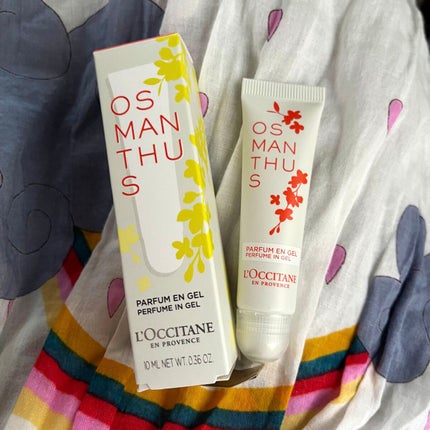 OS
MAN
THU
S
PARFUM EN GEL
PERFUME IN GEL
L'OCCITANE
EN PROVENCE
10 ML NET WT. 0.35 OZ.
OS
MAN
THU
S
PARFUM EN GEL
PERFUME IN GEL
L'OCCITANE
EN PROVENCE